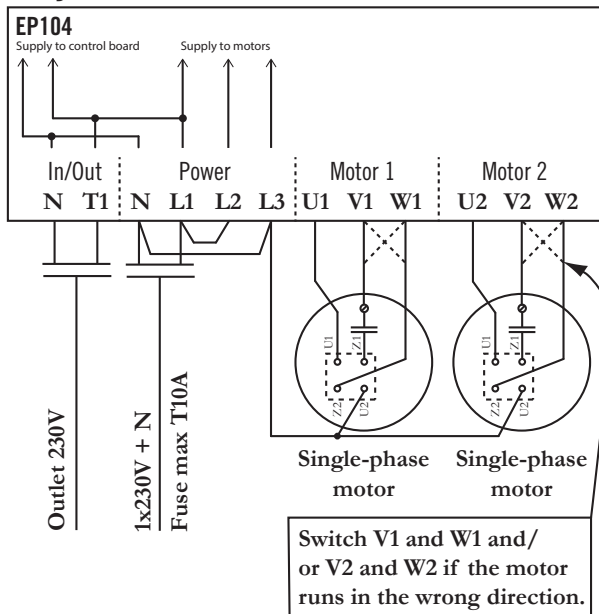 EP104
Supply to control board
Supply to motors
In/Out
Power
Motor 1
Motor 2
N T1 N L1 L2 L3 U1 V1 W1 U2 V2 W2
U1 Z1
Z2 U2
U1 Z1
Z2 U2
Outlet 230V
1x230V + N
Fuse max T10A
Single-phase
motor
Single-phase
motor
Switch V1 and W1 and/
or V2 and W2 if the motor
runs in the wrong direction.